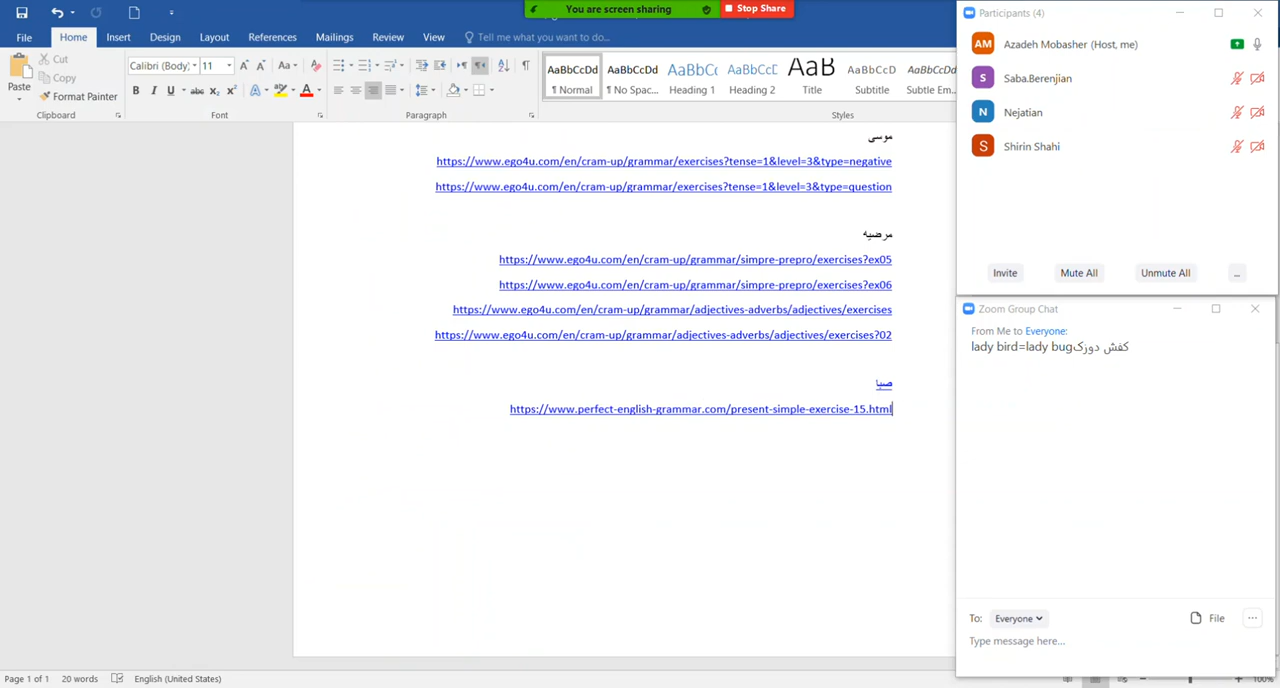 You are screen sharing
Stop Share
File
Home
Insert
Design
Layout
References
Mailings
Review
View
Tell me what you want to do...
Paste
Cut
Copy
Format Painter
Clipboard
Calibri (Body)
11
Aa
B I U abc X₂ X²
A
Font
Paragraph
AaBbCcDd
¶ Normal
AaBbCcDd
¶ No Spac...
AaBbCc
Heading 1
AaBbCcD
Heading 2
AaB
Title
AaBbCcD
Subtitle
AaBbCcDd
Subtle Em...
Styles
موسی
https://www.ego4u.com/en/cram-up/grammar/exercises?tense=1&level=3&type=negative
https://www.ego4u.com/en/cram-up/grammar/exercises?tense=1&level=3&type=question
مرضیه
https://www.ego4u.com/en/cram-up/grammar/simpre-prepro/exercises?ex05
https://www.ego4u.com/en/cram-up/grammar/simpre-prepro/exercises?ex06
https://www.ego4u.com/en/cram-up/grammar/adjectives-adverbs/adjectives/exercises
https://www.ego4u.com/en/cram-up/grammar/adjectives-adverbs/adjectives/exercises?02
صبا
https://www.perfect-english-grammar.com/present-simple-exercise-15.html
Page 1 of 1
20 words
English (United States)
100%
Participants (4)
AM Azadeh Mobasher (Host, me)
S Saba.Berenjian
N Nejatian
S Shirin Shahi
Invite
Mute All
Unmute All
...
Zoom Group Chat
From Me to Everyone:
lady bird=lady bugکفش دوزک
To: Everyone
File
...
Type message here...